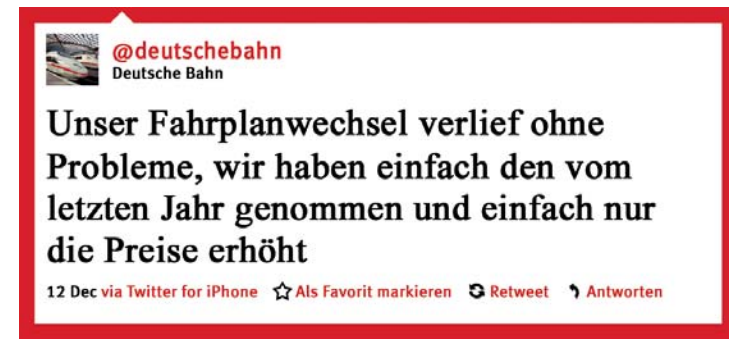 @deutschebahn
Deutsche Bahn
Unser Fahrplanwechsel verlief ohne
Probleme, wir haben einfach den vom
letzten Jahr genommen und einfach nur
die Preise erhöht
12 Dec via Twitter for iPhone Als Favorit markieren Retweet Antworten